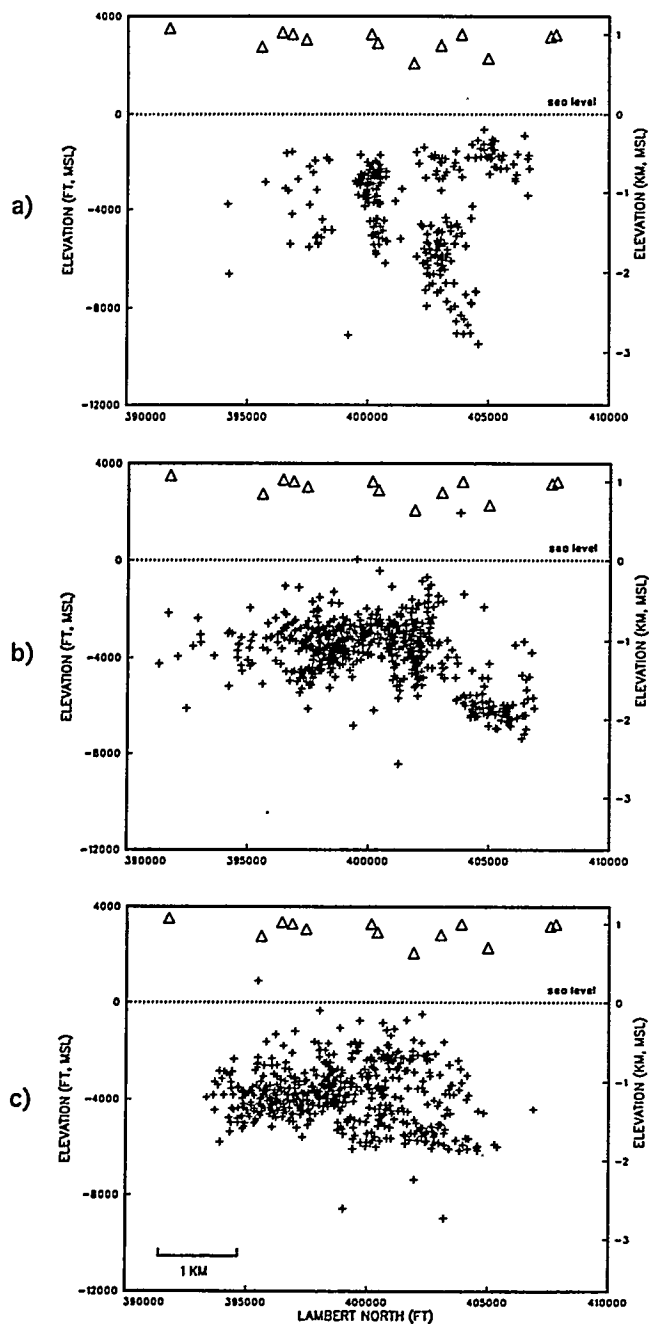 a)
ELEVATION (FT, MSL)
4000
0
-4000
-8000
-12000
sea level
1
0
-1
-2
-3
ELEVATION (KM, MSL)
390000 395000 400000 405000 410000
b)
ELEVATION (FT, MSL)
4000
0
-4000
-8000
-12000
sea level
1
0
-1
-2
-3
ELEVATION (KM, MSL)
390000 395000 400000 405000 410000
c)
ELEVATION (FT, MSL)
4000
0
-4000
-8000
-12000
sea level
1
0
-1
-2
-3
ELEVATION (KM, MSL)
1 KM
390000 395000 400000 405000 410000
LAMBERT NORTH (FT)